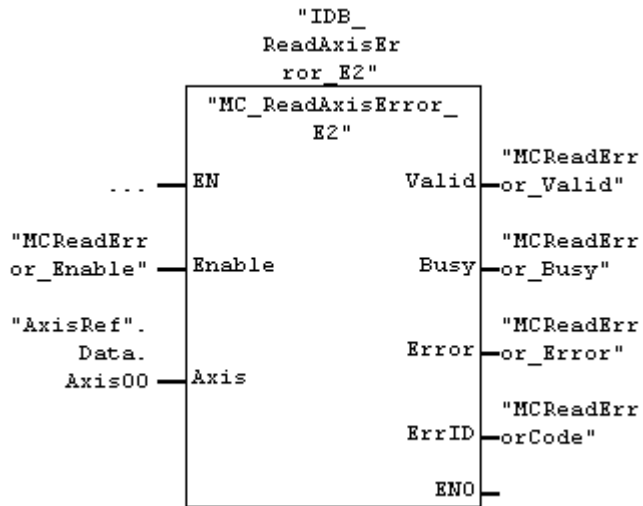 "IDB_
ReadAxisEr
ror_E2"
"MC_ReadAxisError_
E2"
... EN
Valid "MCReadErr
or_Valid"
"MCReadErr
or_Enable" Enable
Busy "MCReadErr
or_Busy"
"AxisRef".
Data.
Axis00 Axis
Error "MCReadErr
or_Error"
ErrID "MCReadErr
orCode"
ENO